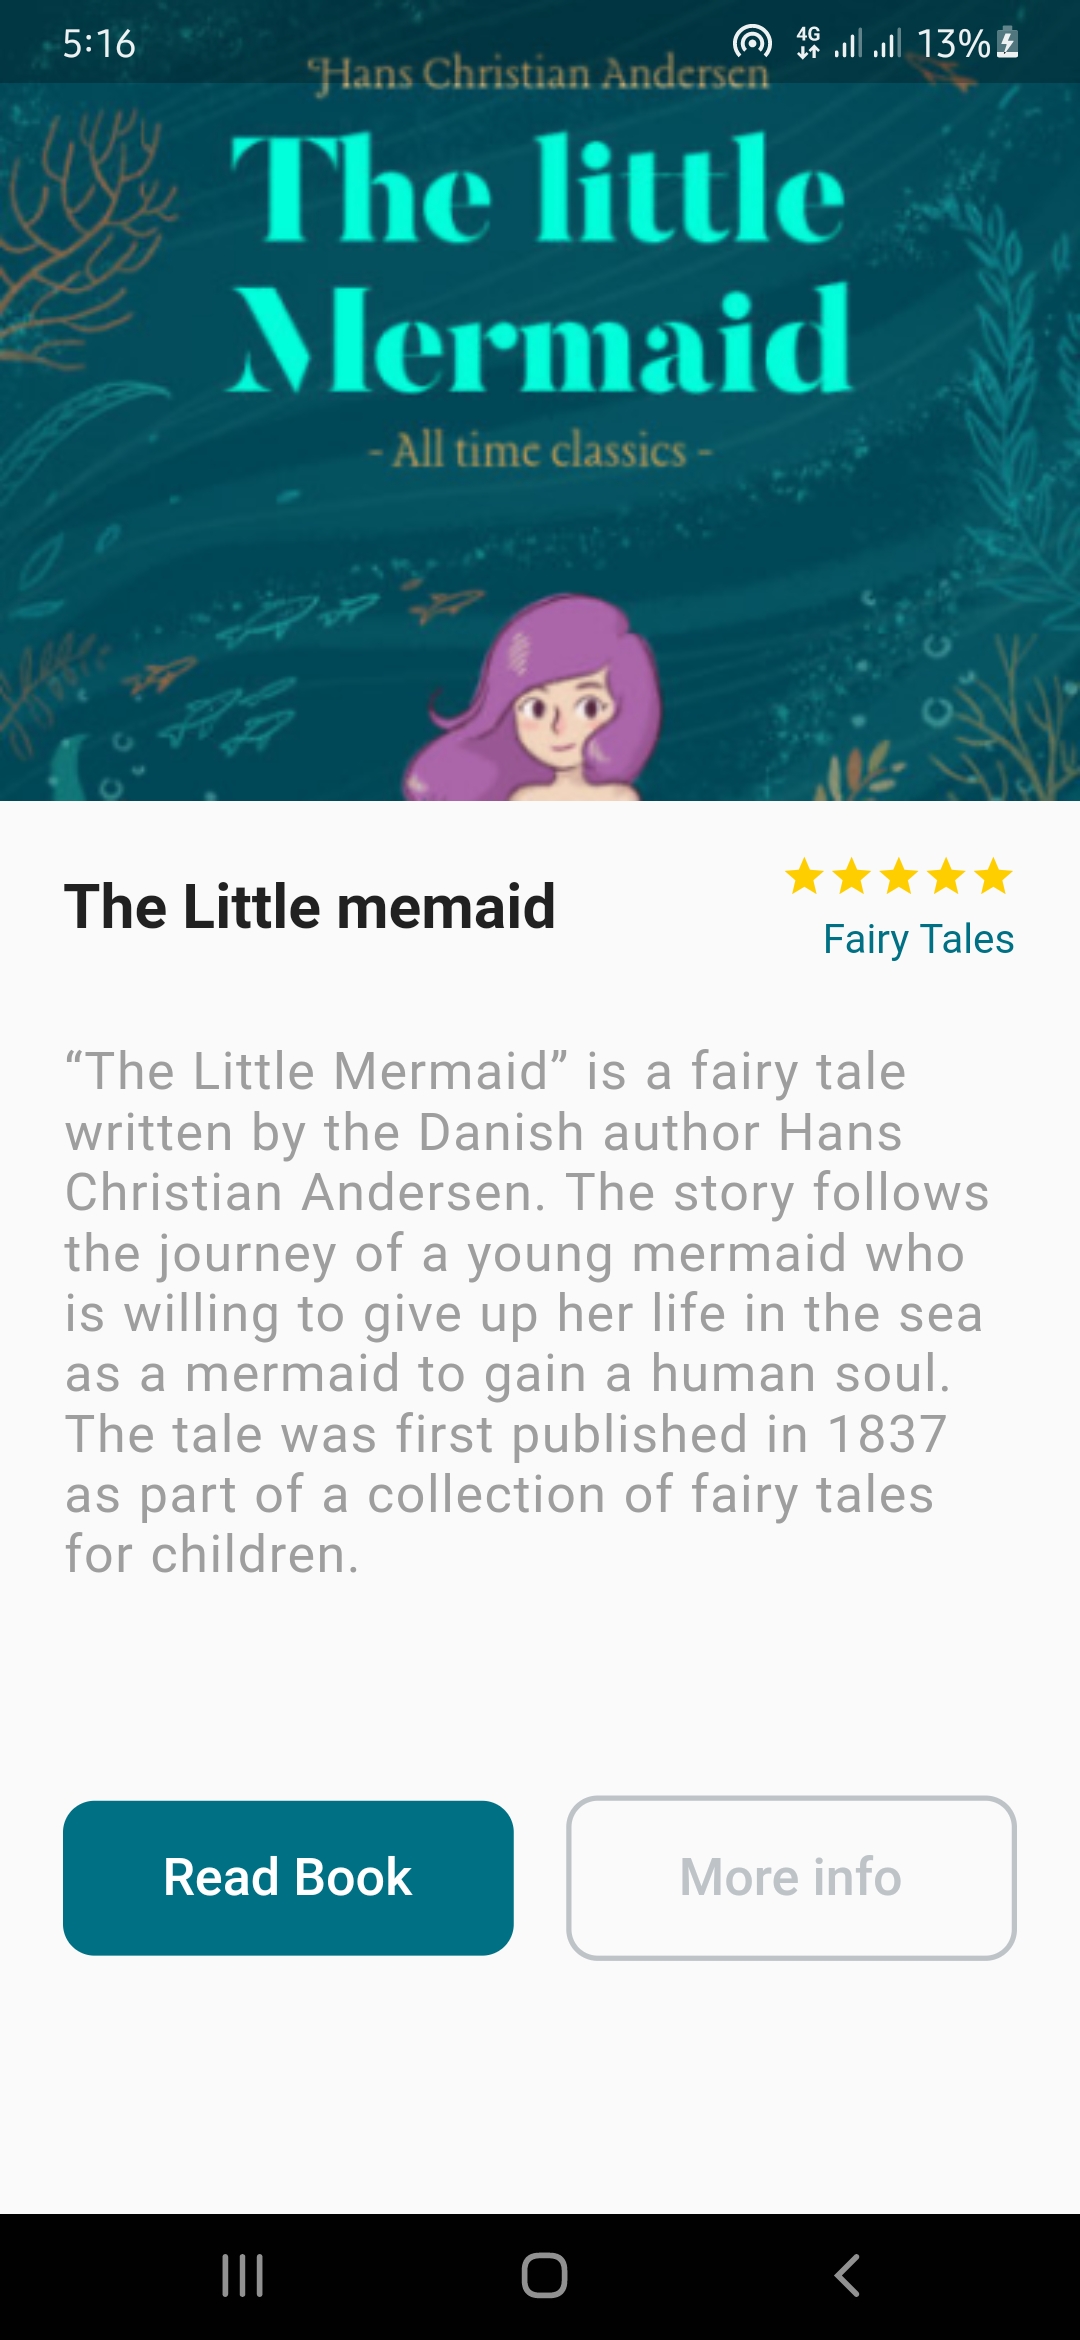 5:16
4G 13%
Hans Christian Andersen
The little
Mermaid
- All time classics -
The Little memaid
Fairy Tales
“The Little Mermaid” is a fairy tale
written by the Danish author Hans
Christian Andersen. The story follows
the journey of a young mermaid who
is willing to give up her life in the sea
as a mermaid to gain a human soul.
The tale was first published in 1837
as part of a collection of fairy tales
for children.
Read Book
More info